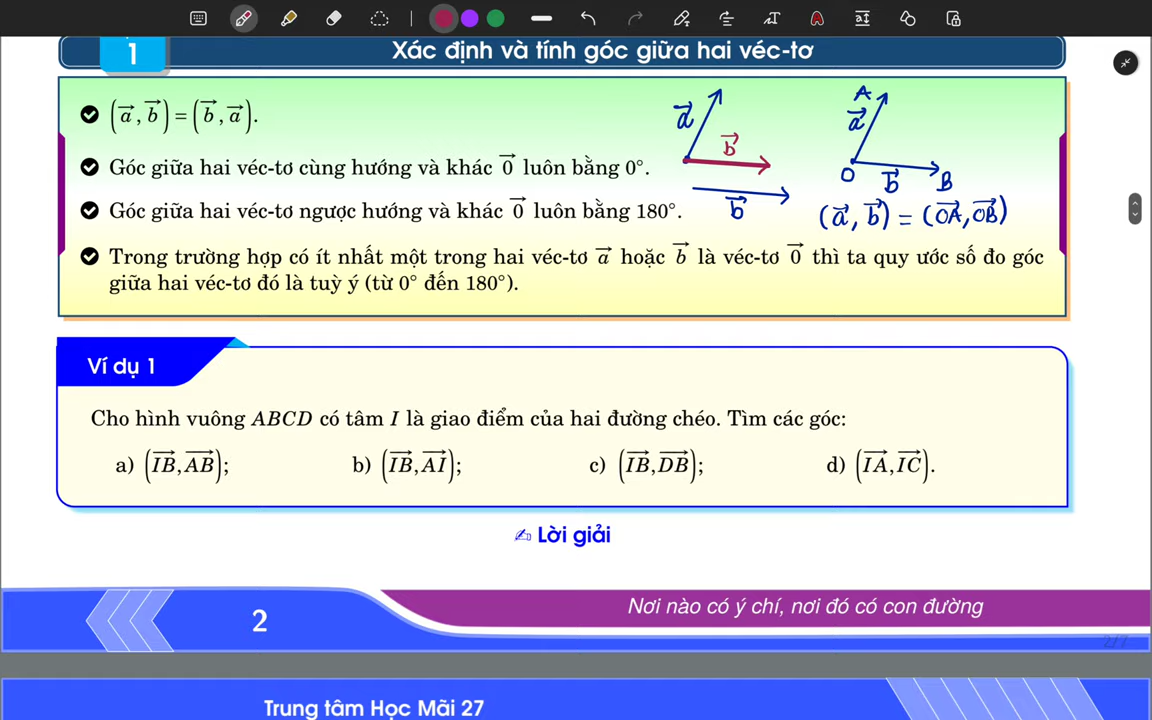 1
Xác định và tính góc giữa hai véc-tơ
(a⃗, b⃗) = (b⃗, a⃗).
Góc giữa hai véc-tơ cùng hướng và khác 0⃗ luôn bằng 0°.
Góc giữa hai véc-tơ ngược hướng và khác 0⃗ luôn bằng 180°.
Trong trường hợp có ít nhất một trong hai véc-tơ a⃗ hoặc b⃗ là véc-tơ 0⃗ thì ta quy ước số đo góc
giữa hai véc-tơ đó là tuỳ ý (từ 0° đến 180°).
a⃗
b⃗
b⃗
A
a⃗
O
b⃗
B
(a⃗, b⃗) = (OA⃗, OB⃗)
Ví dụ 1
Cho hình vuông ABCD có tâm I là giao điểm của hai đường chéo. Tìm các góc:
a) (IB⃗, AB⃗); b) (IB⃗, AI⃗); c) (IB⃗, DB⃗); d) (IA⃗, IC⃗).
✍ Lời giải
2
Nơi nào có ý chí, nơi đó có con đường
2/7
Trung tâm Học Mãi 27